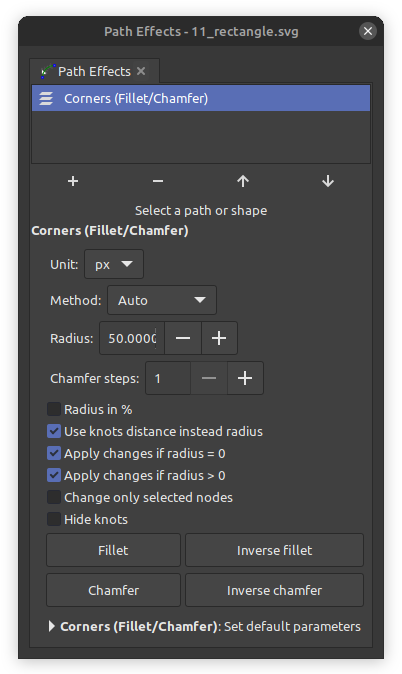 Path Effects - 11_rectangle.svg
Path Effects
Corners (Fillet/Chamfer)
Select a path or shape
Corners (Fillet/Chamfer)
Unit: px
Method: Auto
Radius: 50.0000
Chamfer steps: 1
Radius in %
Use knots distance instead radius
Apply changes if radius = 0
Apply changes if radius > 0
Change only selected nodes
Hide knots
Fillet Inverse fillet
Chamfer Inverse chamfer
Corners (Fillet/Chamfer): Set default parameters